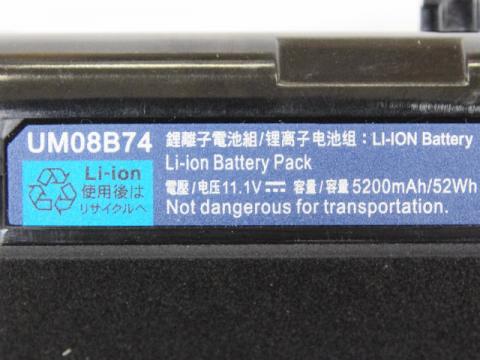 UM08B74 鋰離子電池組/锂离子电池组: LI-ION Battery
Li-ion Battery Pack
電壓/电压11.1V⎓ 容量/容量 5200mAh/52Wh
Not dangerous for transportation.
Li-ion
使用後は
リサイクルへ